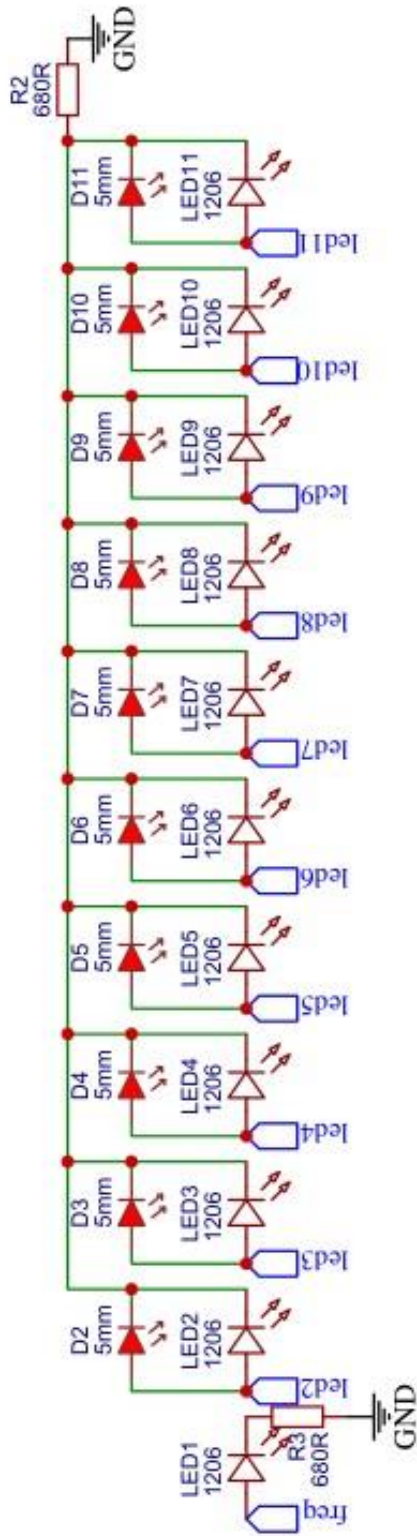 R2
680R
GND
D11
5mm
LED11
1206
led11
D10
5mm
LED10
1206
led10
D9
5mm
LED9
1206
led9
D8
5mm
LED8
1206
led8
D7
5mm
LED7
1206
led7
D6
5mm
LED6
1206
led6
D5
5mm
LED5
1206
led5
D4
5mm
LED4
1206
led4
D3
5mm
LED3
1206
led3
D2
5mm
LED2
1206
led2
LED1
1206
R3
680R
GND
freq